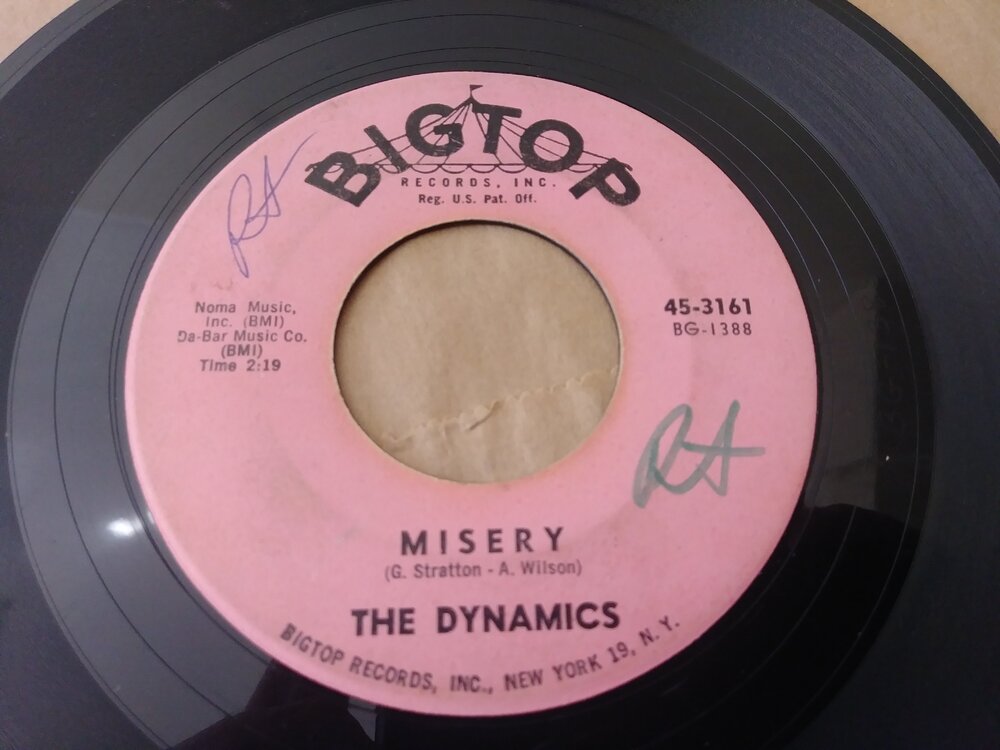 BIGTOP
RECORDS, INC.
Reg. U.S. Pat. Off.
Noma Music,
Inc. (BMI)
Da-Bar Music Co.
(BMI)
Time 2:19
45-3161
BG-1388
MISERY
(G. Stratton - A. Wilson)
THE DYNAMICS
BIGTOP RECORDS, INC., NEW YORK 19, N. Y.